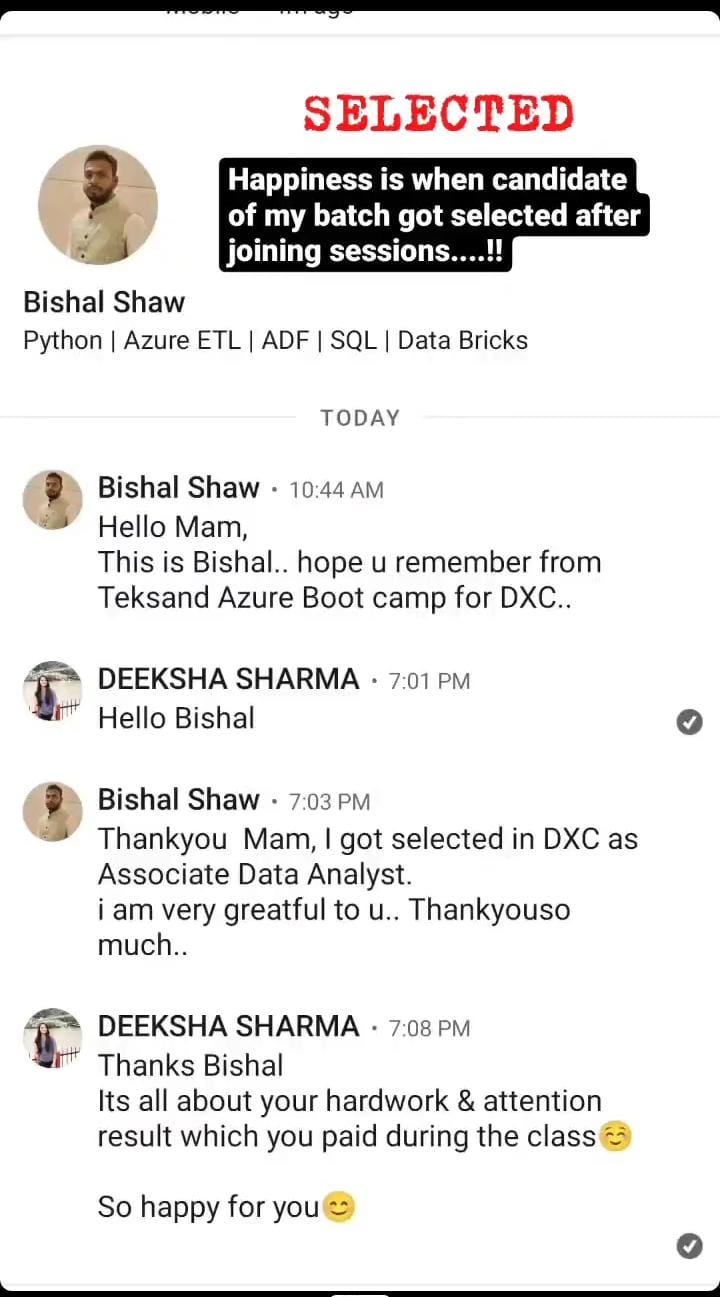 SELECTED
Happiness is when candidate
of my batch got selected after
joining sessions....!!
Bishal Shaw
Python | Azure ETL | ADF | SQL | Data Bricks
TODAY
Bishal Shaw • 10:44 AM
Hello Mam,
This is Bishal.. hope u remember from
Teksand Azure Boot camp for DXC..
DEEKSHA SHARMA • 7:01 PM
Hello Bishal
Bishal Shaw • 7:03 PM
Thankyou  Mam, I got selected in DXC as
Associate Data Analyst.
i am very greatful to u.. Thankyouso
much..
DEEKSHA SHARMA • 7:08 PM
Thanks Bishal
Its all about your hardwork & attention
result which you paid during the class☺️
So happy for you😊